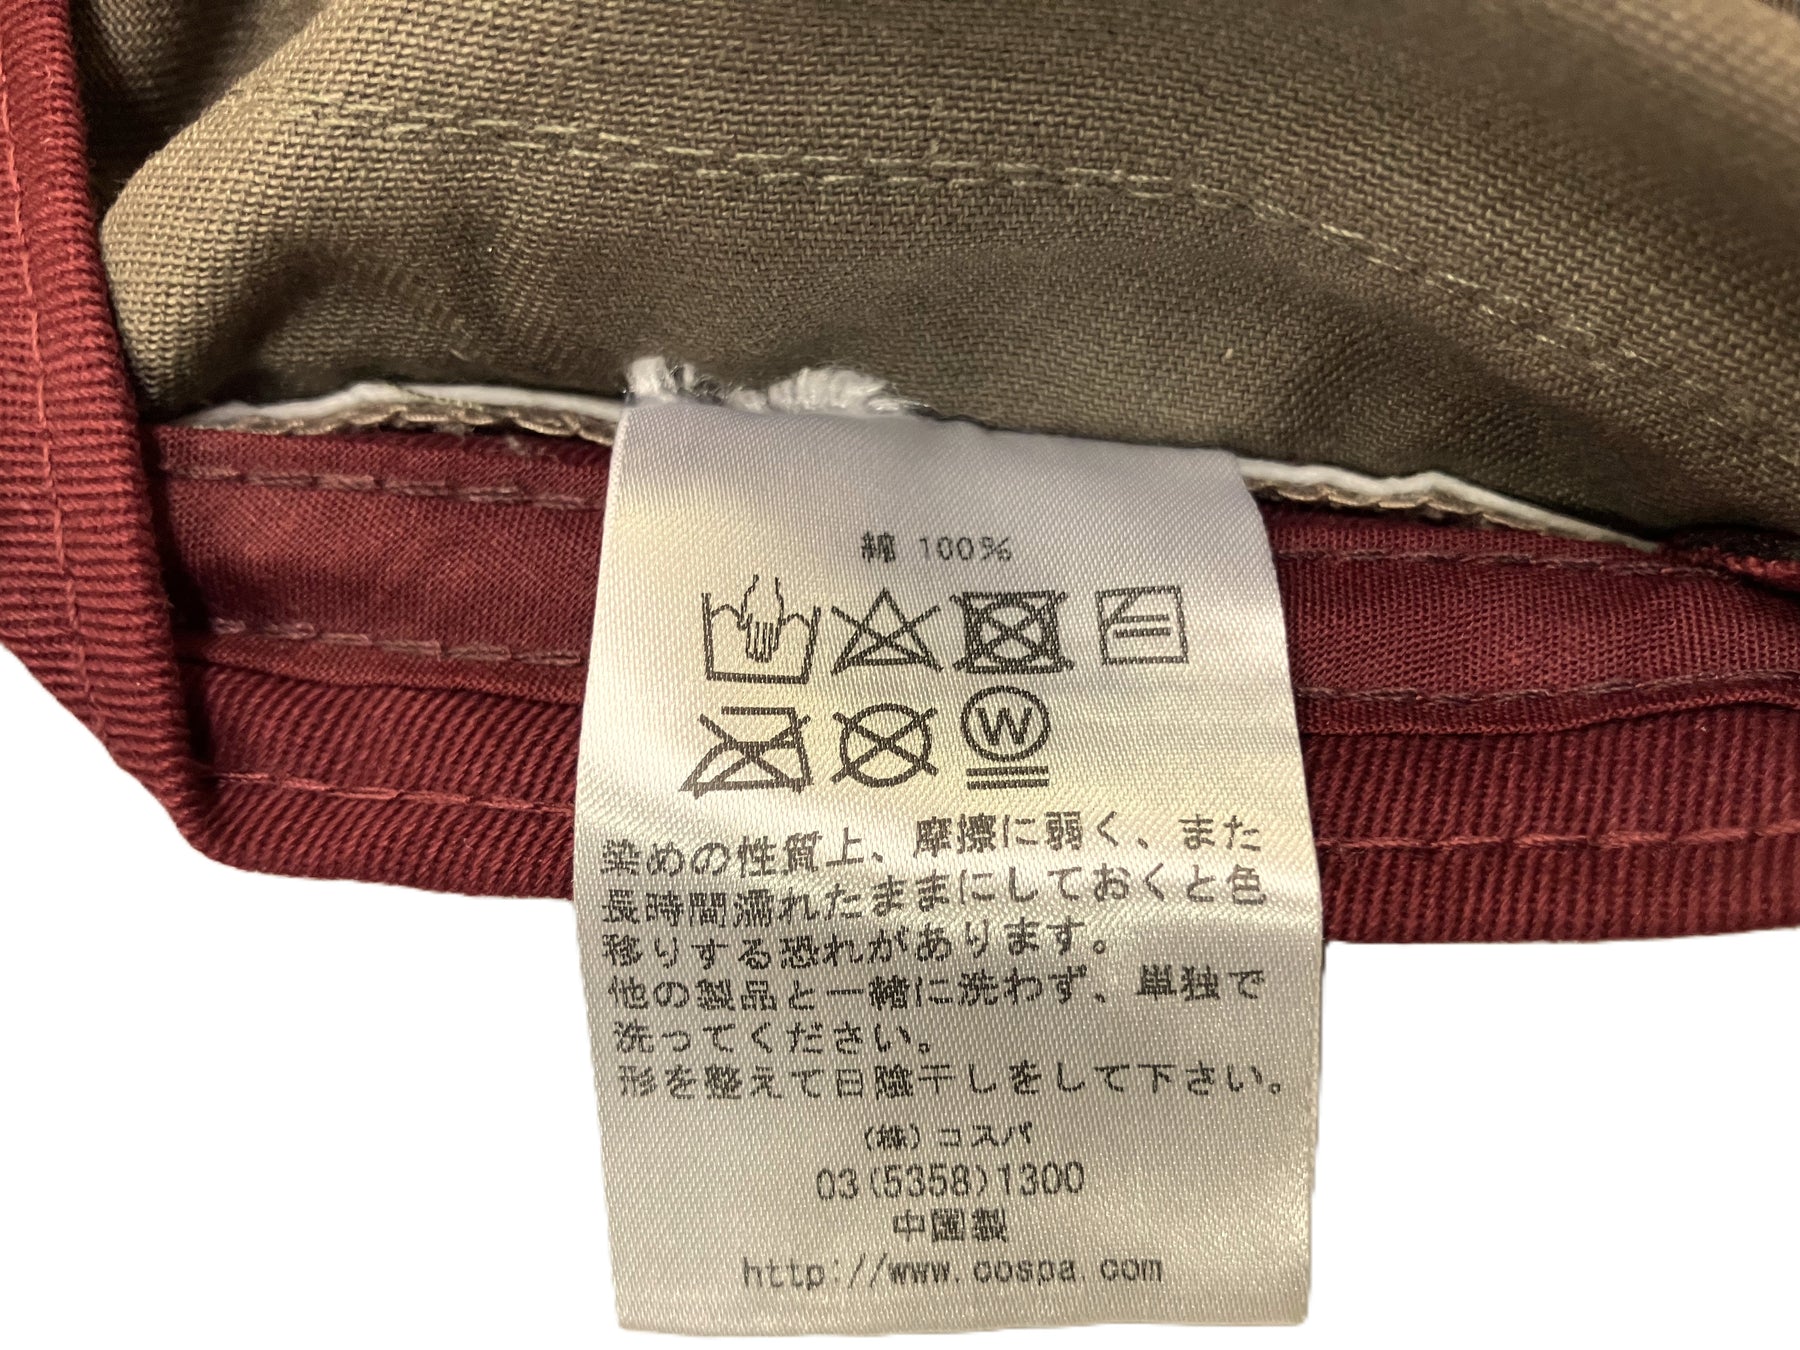 綿 100%
W
染めの性質上、摩擦に弱く、また
長時間濡れたままにしておくと色
移りする恐れがあります。
他の製品と一緒に洗わず、単独で
洗ってください。
形を整えて日陰干しをして下さい。
(株)コスパ
03(5358)1300
中国製
http://www.cospa.com